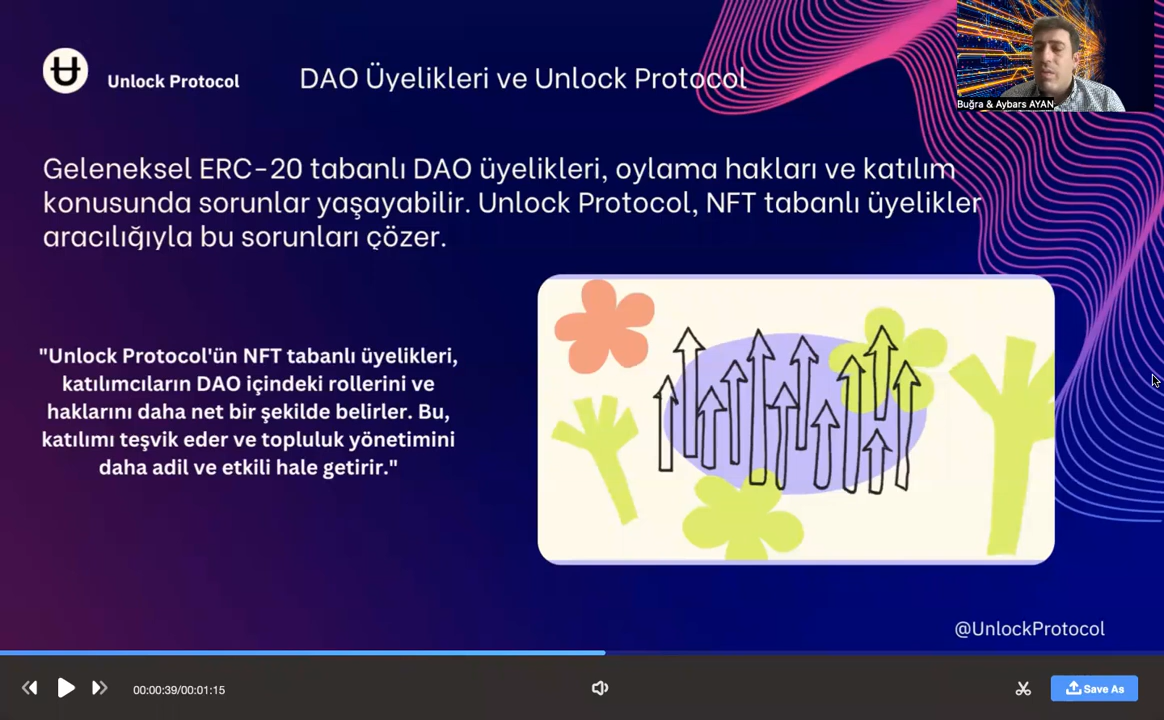 Unlock Protocol
DAO Üyelikleri ve Unlock Protocol
Buğra & Aybars AYAN
Geleneksel ERC-20 tabanlı DAO üyelikleri, oylama hakları ve katılım
konusunda sorunlar yaşayabilir. Unlock Protocol, NFT tabanlı üyelikler
aracılığıyla bu sorunları çözer.
"Unlock Protocol'ün NFT tabanlı üyelikleri,
katılımcıların DAO içindeki rollerini ve
haklarını daha net bir şekilde belirler. Bu,
katılımı teşvik eder ve topluluk yönetimini
daha adil ve etkili hale getirir."
@UnlockProtocol
00:00:39/00:01:15
Save As